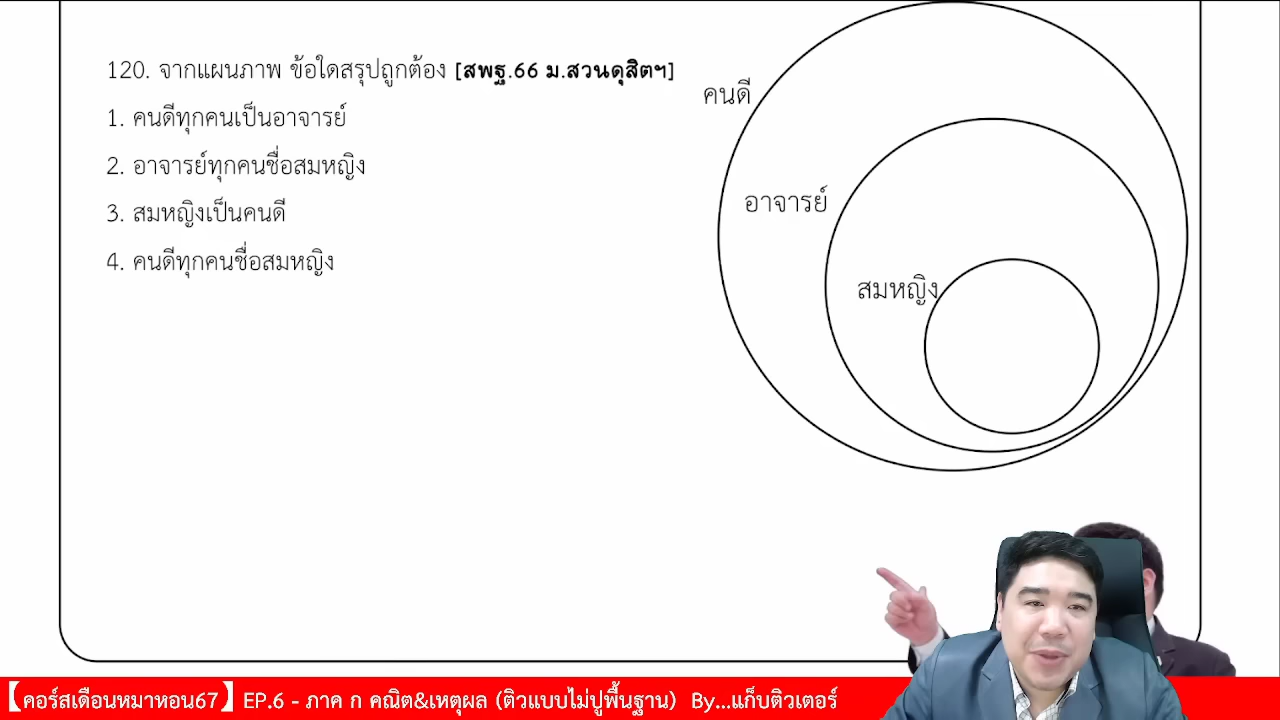 120. จากแผนภาพ ข้อใดสรุปถูกต้อง [สพฐ.66 ม.สวนดุสิตฯ]
1. คนดีทุกคนเป็นอาจารย์
2. อาจารย์ทุกคนชื่อสมหญิง
3. สมหญิงเป็นคนดี
4. คนดีทุกคนชื่อสมหญิง
คนดี
อาจารย์
สมหญิง
【คอร์สเดือนหมาหอน67】 EP.6 - ภาค ก คณิต&เหตุผล (ติวแบบไม่ปูพื้นฐาน) By...แก็บติวเตอร์